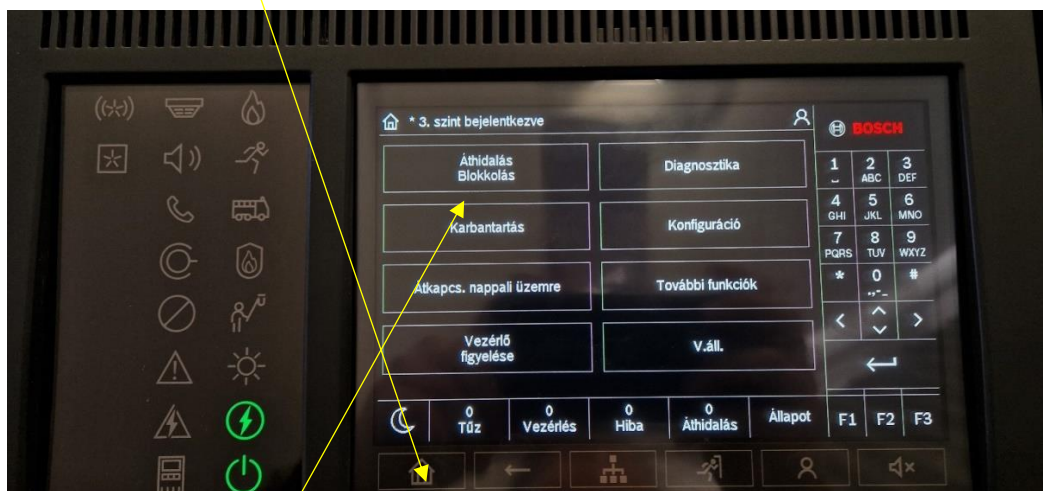 * 3. szint bejelentkezve
BOSCH
Áthidalás
Blokkolás
Diagnosztika
Karbantartás
Konfiguráció
Átkapcs. nappali üzemre
További funkciók
Vezérlő
figyelése
V.áll.
1 2 3
ABC DEF
4 5 6
GHI JKL MNO
7 8 9
PQRS TUV WXYZ
* 0 #
.,-_
0 0 0 0
Tűz Vezérlés Hiba Áthidalás Állapot
F1 F2 F3